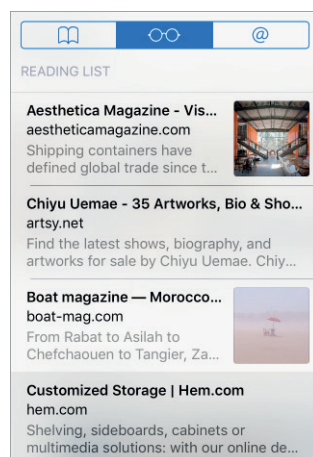 @
READING LIST
Aesthetica Magazine - Vis...
aestheticamagazine.com
Shipping containers have
defined global trade since t...
Chiyu Uemae - 35 Artworks, Bio & Sho...
artsy.net
Find the latest shows, biography, and
artworks for sale by Chiyu Uemae. Chiy...
Boat magazine — Morocco...
boat-mag.com
From Rabat to Asilah to
Chefchaouen to Tangier, Za...
Customized Storage | Hem.com
hem.com
Shelving, sideboards, cabinets or
multimedia solutions: with our online de...